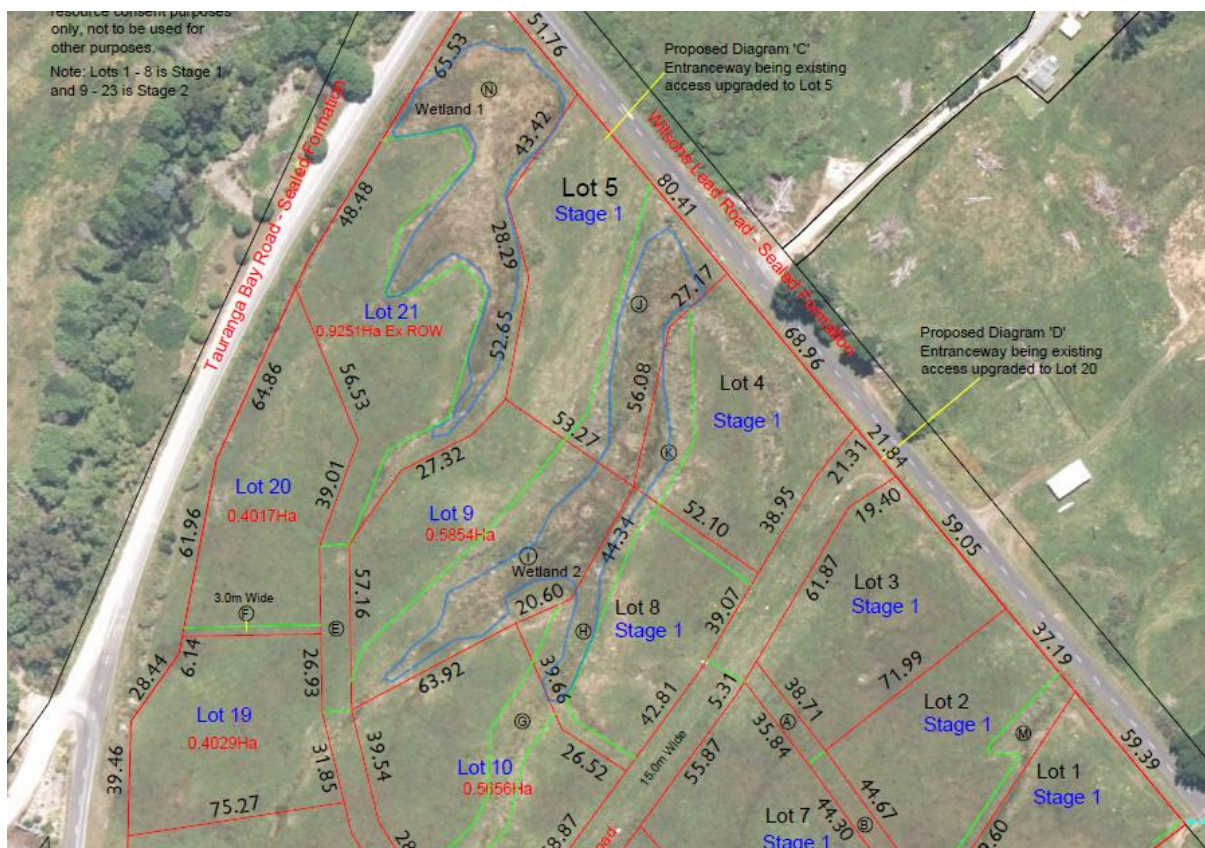 resource consent purposes
only, not to be used for
other purposes.
Note: Lots 1 - 8 is Stage 1
and 9 - 23 is Stage 2
Tauranga Bay Road - Sealed Formation
Wilsons Lead Road - Sealed Formation
Proposed Diagram 'C'
Entranceway being existing
access upgraded to Lot 5
Proposed Diagram 'D'
Entranceway being existing
access upgraded to Lot 20
65.53
51.76
N
Wetland 1
43.42
Lot 5
Stage 1
80.41
48.48
28.29
27.17
J
Lot 21
0.9251Ha Ex ROW
52.65
68.96
64.86
56.53
56.08
Lot 4
Stage 1
53.27
K
21.84
21.31
27.32
39.01
Lot 20
0.4017Ha
Lot 9
0.5854Ha
52.10
38.95
19.40
59.05
61.96
44.34
I
Wetland 2
57.16
3.0m Wide
F
E
20.60
Lot 8
Stage 1
H
39.07
61.87
Lot 3
Stage 1
37.19
6.14
28.44
26.93
63.92
39.66
42.81
5.31
38.71
71.99
Lot 2
Stage 1
Lot 19
0.4029Ha
G
A
35.84
M
59.39
39.46
31.85
39.54
26.52
15.0m Wide
55.87
Lot 10
0.5656Ha
Lot 1
Stage 1
75.27
44.67
44.30
B
Lot 7
Stage 1